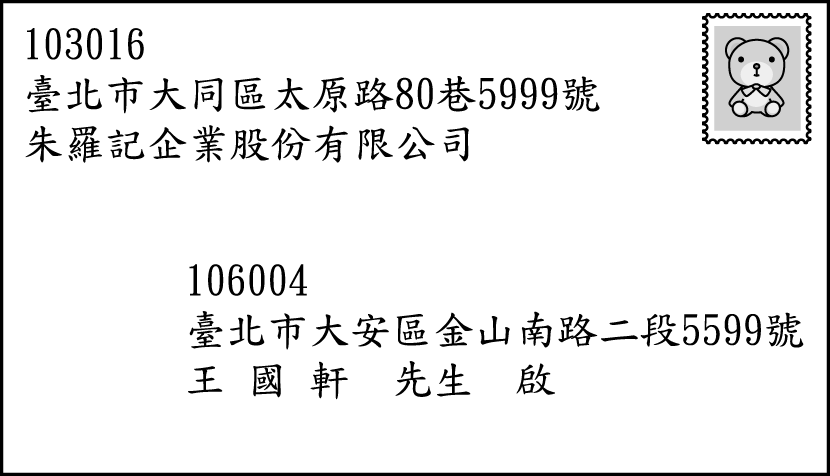 103016
臺北市大同區太原路80巷5999號
朱羅記企業股份有限公司
106004
臺北市大安區金山南路二段5599號
王 國 軒　先生　啟